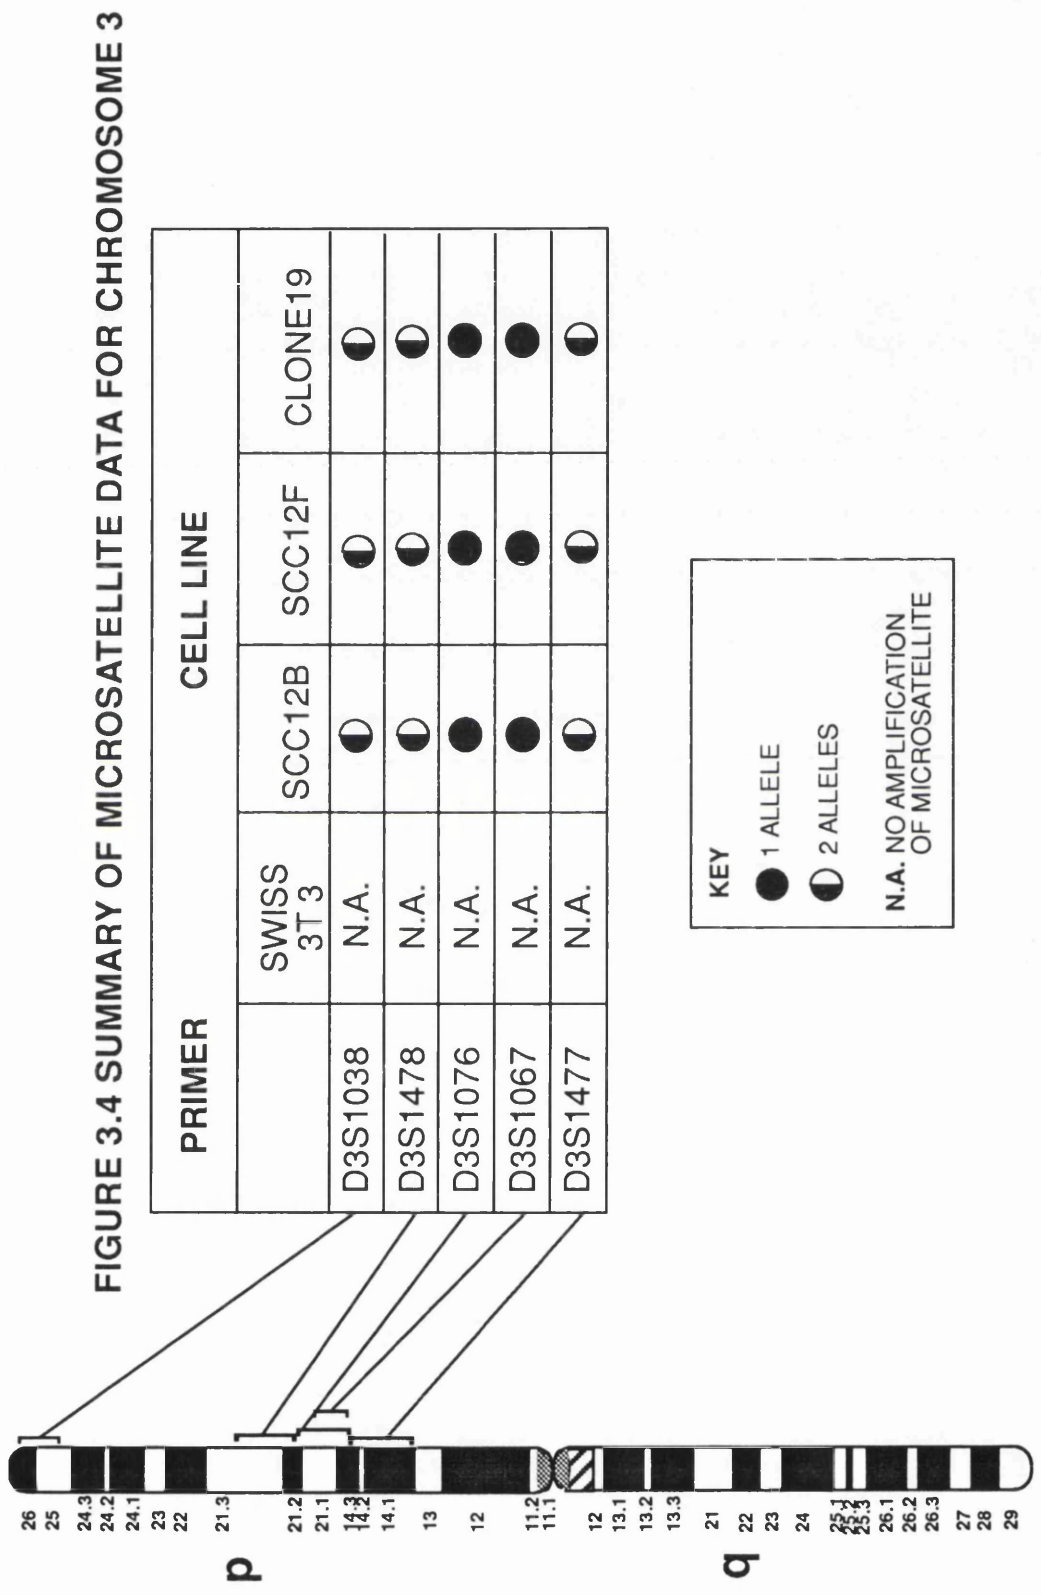 FIGURE 3.4 SUMMARY OF MICROSATELLITE DATA FOR CHROMOSOME 3
PRIMER CELL LINE
SWISS 3T3 SCC12B SCC12F CLONE19
D3S1038 N.A.
D3S1478 N.A.
D3S1076 N.A.
D3S1067 N.A.
D3S1477 N.A.
KEY
1 ALLELE
2 ALLELES
N.A. NO AMPLIFICATION
OF MICROSATELLITE
p
26
25
24.3
24.2
24.1
23
22
21.3
21.2
21.1
14.3
14.2
14.1
13
12
11.2
11.1
q
12
13.1
13.2
13.3
21
22
23
24
25.1
25.2
25.3
26.1
26.2
26.3
27
28
29